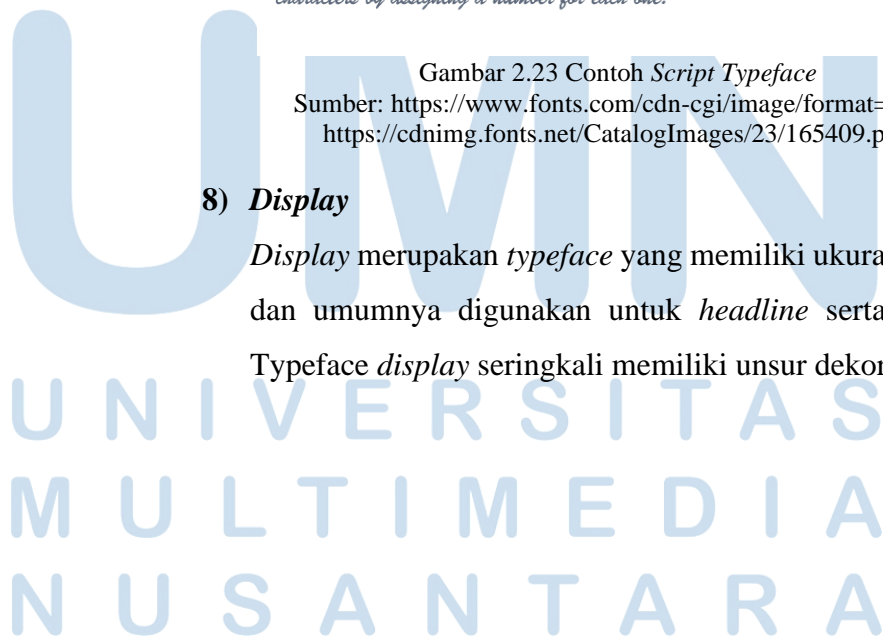 characters by assigning a number for each one.
Gambar 2.23 Contoh Script Typeface
Sumber: https://www.fonts.com/cdn-cgi/image/format=
https://cdnimg.fonts.net/CatalogImages/23/165409.p
8) Display
Display merupakan typeface yang memiliki ukura
dan umumnya digunakan untuk headline serta
Typeface display seringkali memiliki unsur dekor
UMN
UNIVERSITAS
MULTIMEDIA
NUSANTARA